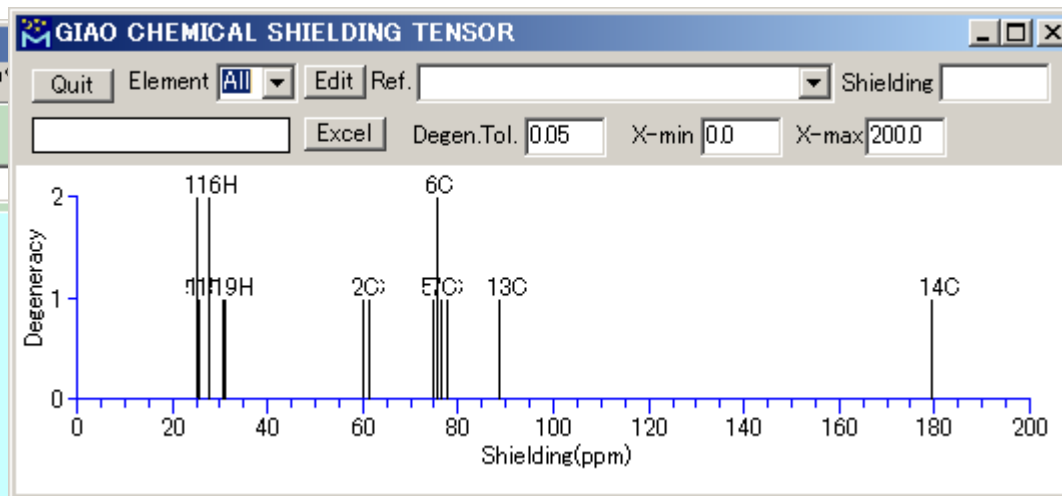 GIAO CHEMICAL SHIELDING TENSOR
Quit Element All Edit Ref. Shielding
Excel Degen.Tol. 0.05 X-min 0.0 X-max 200.0
2
116H 6C
1
19H 2C 7C 13C 14C
0
Degeneracy
0 20 40 60 80 100 120 140 160 180 200
Shielding(ppm)